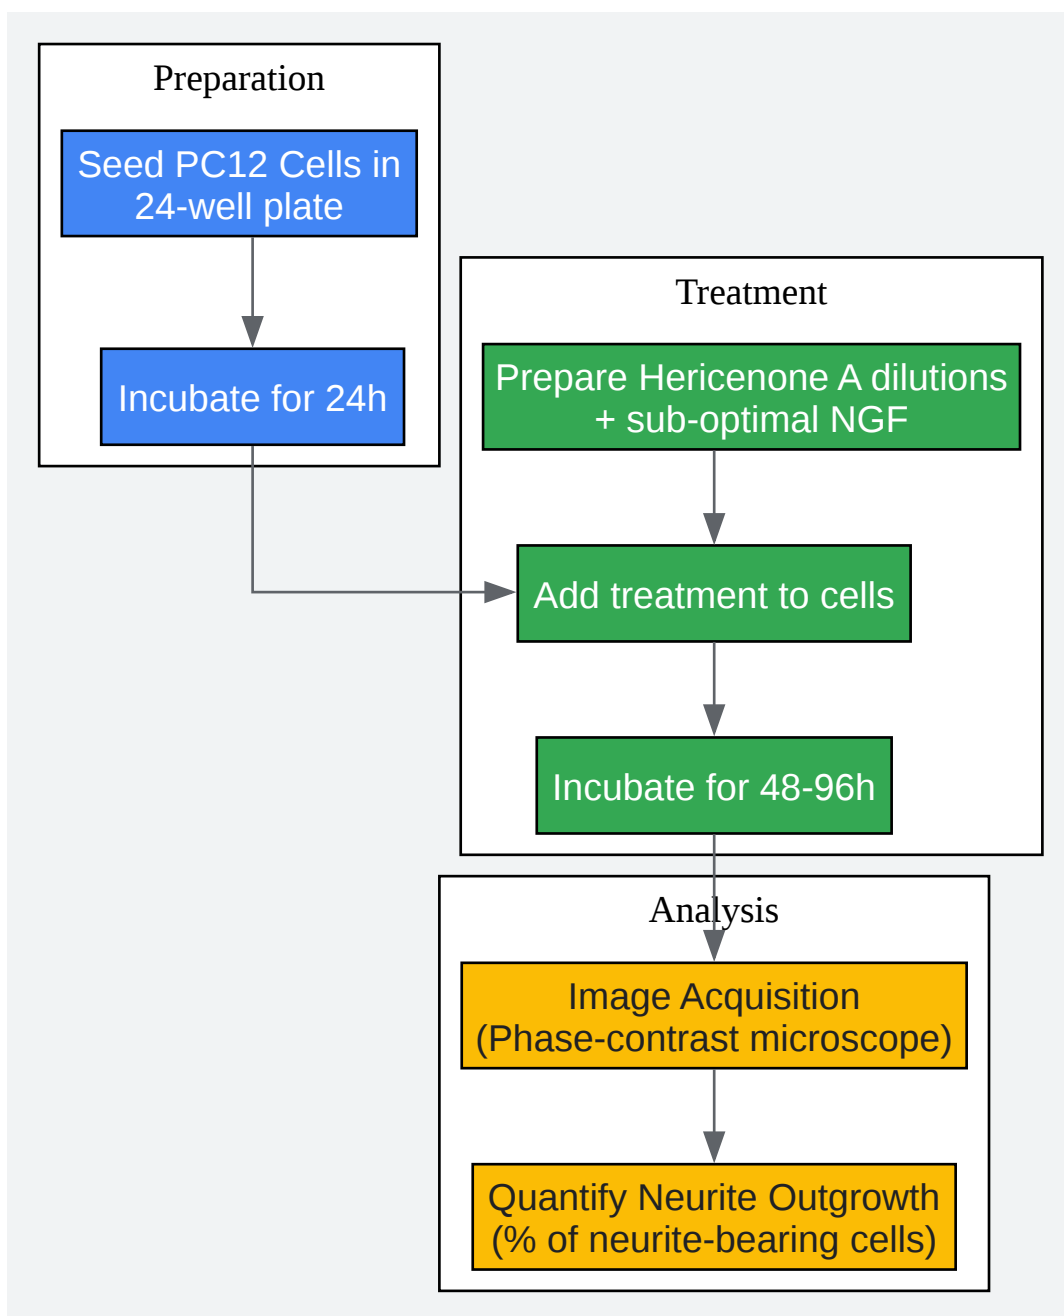 Preparation
Seed PC12 Cells in
24-well plate
Incubate for 24h
Treatment
Prepare Hericenone A dilutions
+ sub-optimal NGF
Add treatment to cells
Incubate for 48-96h
Analysis
Image Acquisition
(Phase-contrast microscope)
Quantify Neurite Outgrowth
(% of neurite-bearing cells)